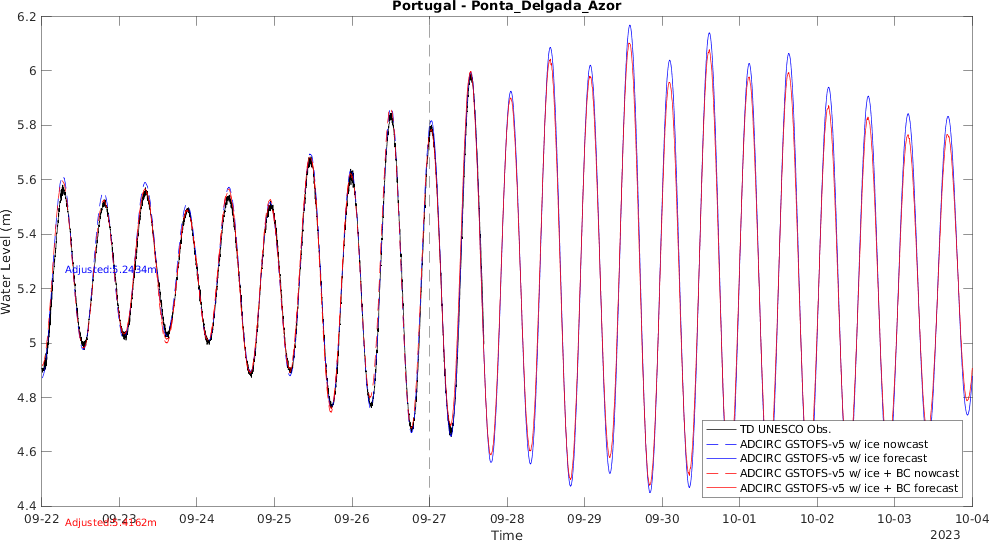 Portugal - Ponta_Delgada_Azor
6.2
6
5.8
5.6
5.4
5.2
5
4.8
4.6
4.4
Water Level (m)
Adjusted:5.2434m
Adjusted:5.4162m
TD UNESCO Obs.
ADCIRC GSTOFS-v5 w/ ice nowcast
ADCIRC GSTOFS-v5 w/ ice forecast
ADCIRC GSTOFS-v5 w/ ice + BC nowcast
ADCIRC GSTOFS-v5 w/ ice + BC forecast
09-22 09-23 09-24 09-25 09-26 09-27 09-28 09-29 09-30 10-01 10-02 10-03 10-04
Time
2023